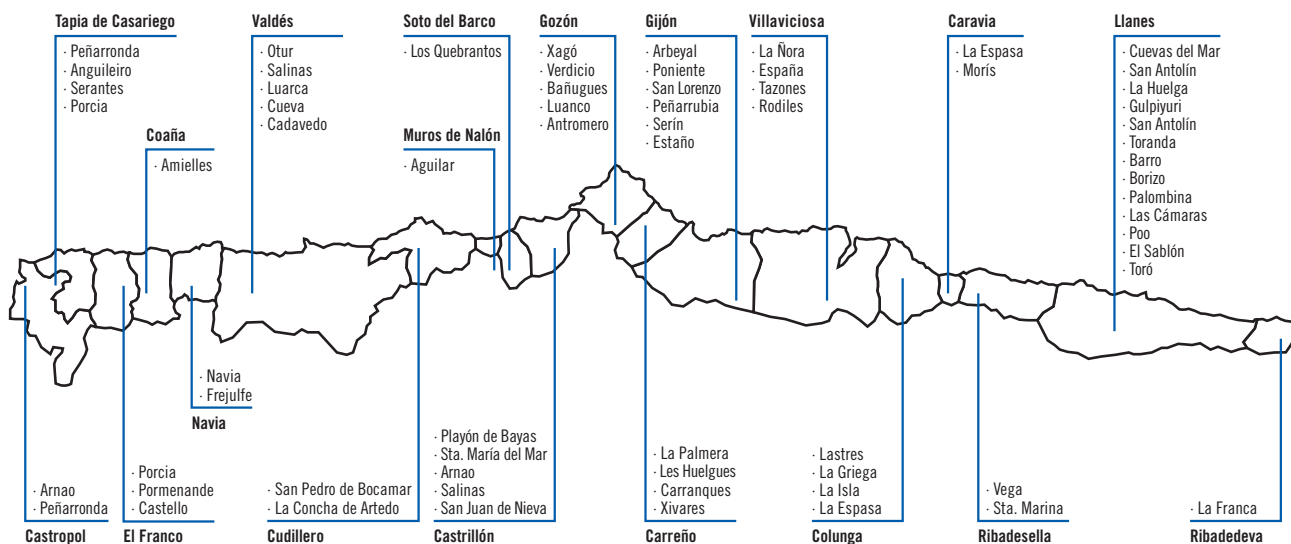 Tapia de Casariego
· Peñarronda
· Anguileiro
· Serantes
· Porcia
Coaña
· Amielles
Valdés
· Otur
· Salinas
· Luarca
· Cueva
· Cadavedo
Soto del Barco
· Los Quebrantos
Muros de Nalón
· Aguilar
Gozón
· Xagó
· Verdicio
· Bañugues
· Luanco
· Antromero
Gijón
· Arbeyal
· Poniente
· San Lorenzo
· Peñarrubia
· Serín
· Estaño
Villaviciosa
· La Ñora
· España
· Tazones
· Rodiles
Caravia
· La Espasa
· Morís
Llanes
· Cuevas del Mar
· San Antolín
· La Huelga
· Gulpiyuri
· San Antolín
· Toranda
· Barro
· Borizo
· Palombina
· Las Cámaras
· Poo
· El Sablón
· Toró
· Arnao
· Peñarronda
Castropol
· Porcia
· Pormenande
· Castello
El Franco
· Navia
· Frejulfe
Navia
· San Pedro de Bocamar
· La Concha de Artedo
Cudillero
· Playón de Bayas
· Sta. María del Mar
· Arnao
· Salinas
· San Juan de Nieva
Castrillón
· La Palmera
· Les Huelgues
· Carranques
· Xivares
Carreño
· Lastres
· La Griega
· La Isla
· La Espasa
Colunga
· Vega
· Sta. Marina
Ribadesella
· La Franca
Ribadedeva